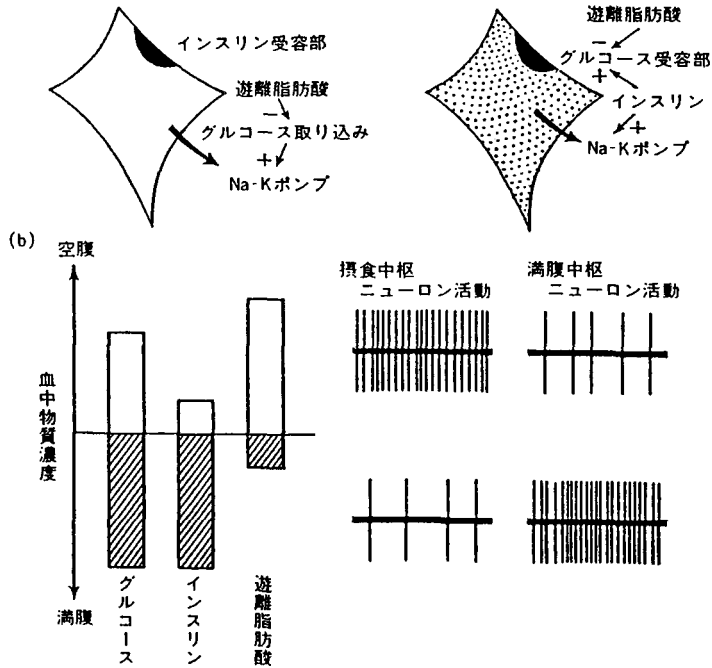 インスリン受容部
遊離脂肪酸
−
グルコース取り込み
+
Na-Kポンプ
遊離脂肪酸
−
グルコース受容部
+
インスリン
+
Na-Kポンプ
(b)
空腹
血中物質濃度
満腹
グルコース
インスリン
遊離脂肪酸
摂食中枢
ニューロン活動
満腹中枢
ニューロン活動